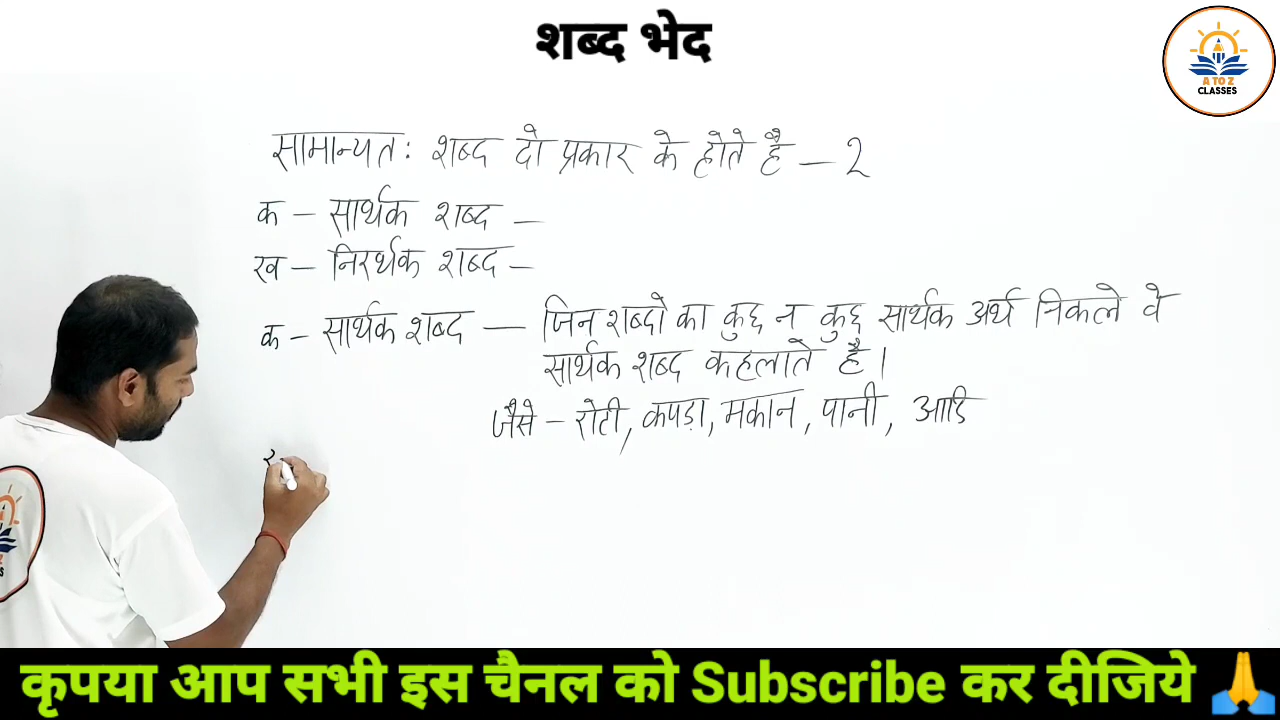 शब्द भेद
A TO Z
CLASSES
सामान्यतः शब्द दो प्रकार के होते है — 2
क – सार्थक शब्द –
ख – निरर्थक शब्द –
क – सार्थक शब्द — जिन शब्दो का कुछ न कुछ सार्थक अर्थ निकले वे
सार्थक शब्द कहलाते है।
जैसे – रोटी, कपड़ा, मकान, पानी, आदि
कृपया आप सभी इस चैनल को Subscribe कर दीजिये 🙏